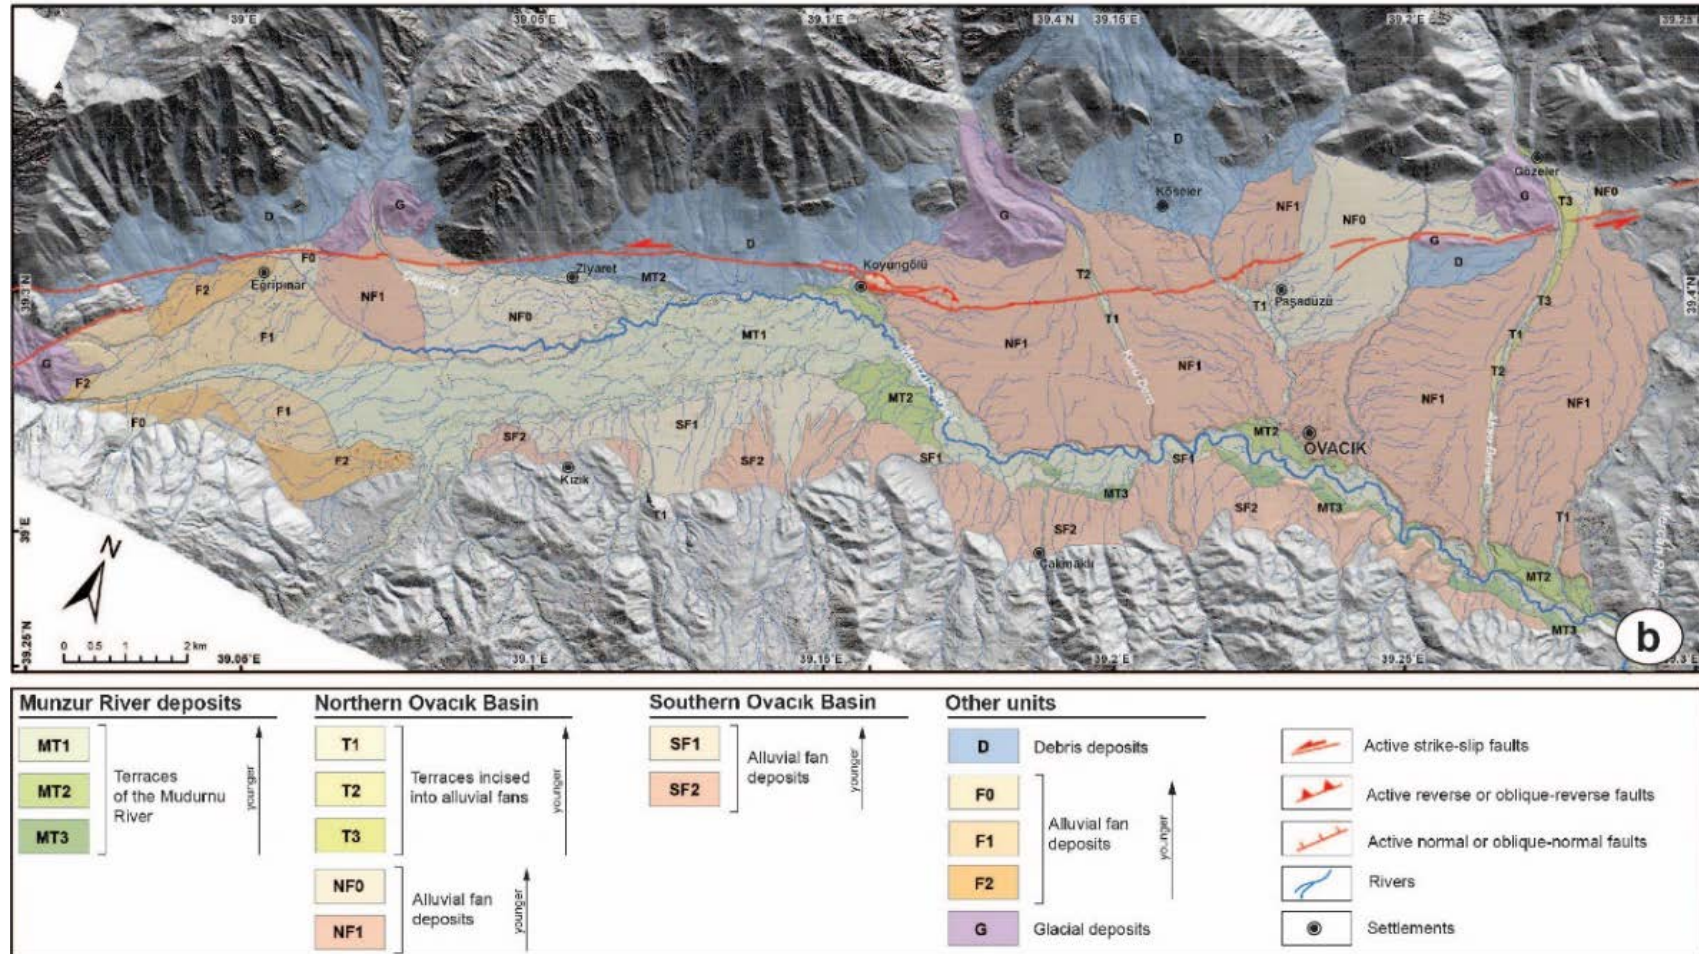 39°E 39.05°E 39.1°E 39.4°N 39.15°E 39.2°E
D
D
Köseler
Gözeler
G
G
NF1
NF0
G
T3
NF0
D
F0
Ziyaret
MT2
Koyungölü
T2
G
D
F2
Eğripınar
39.3°N
NF1
NF0
Paşadüzü
T1
T3
39.4°N
F1
MT1
NF1
T1
Kuru Dere
NF1
T1
G
F2
T2
MT2
NF1
NF1
F0
F1
SF1
SF2
MT2
OVACIK
F2
SF2
SF1
SF1
Kızık
MT3
SF2
MT3
T1
SF2
T1
39°E
Çakmaklı
MT2
N
MT3
b
0 0.5 1 2 km
39.25°N
39.05°E 39.1°E 39.15°E 39.2°E 39.25°E 39.3°E
Munzur River deposits
MT1
MT2
MT3
Terraces
of the Mudurnu
River
younger
Northern Ovacık Basin
T1
T2
T3
Terraces incised
into alluvial fans
younger
NF0
NF1
Alluvial fan
deposits
younger
Southern Ovacık Basin
SF1
SF2
Alluvial fan
deposits
younger
Other units
D Debris deposits
F0
F1
F2
Alluvial fan
deposits
younger
G Glacial deposits
Active strike-slip faults
Active reverse or oblique-reverse faults
Active normal or oblique-normal faults
Rivers
Settlements